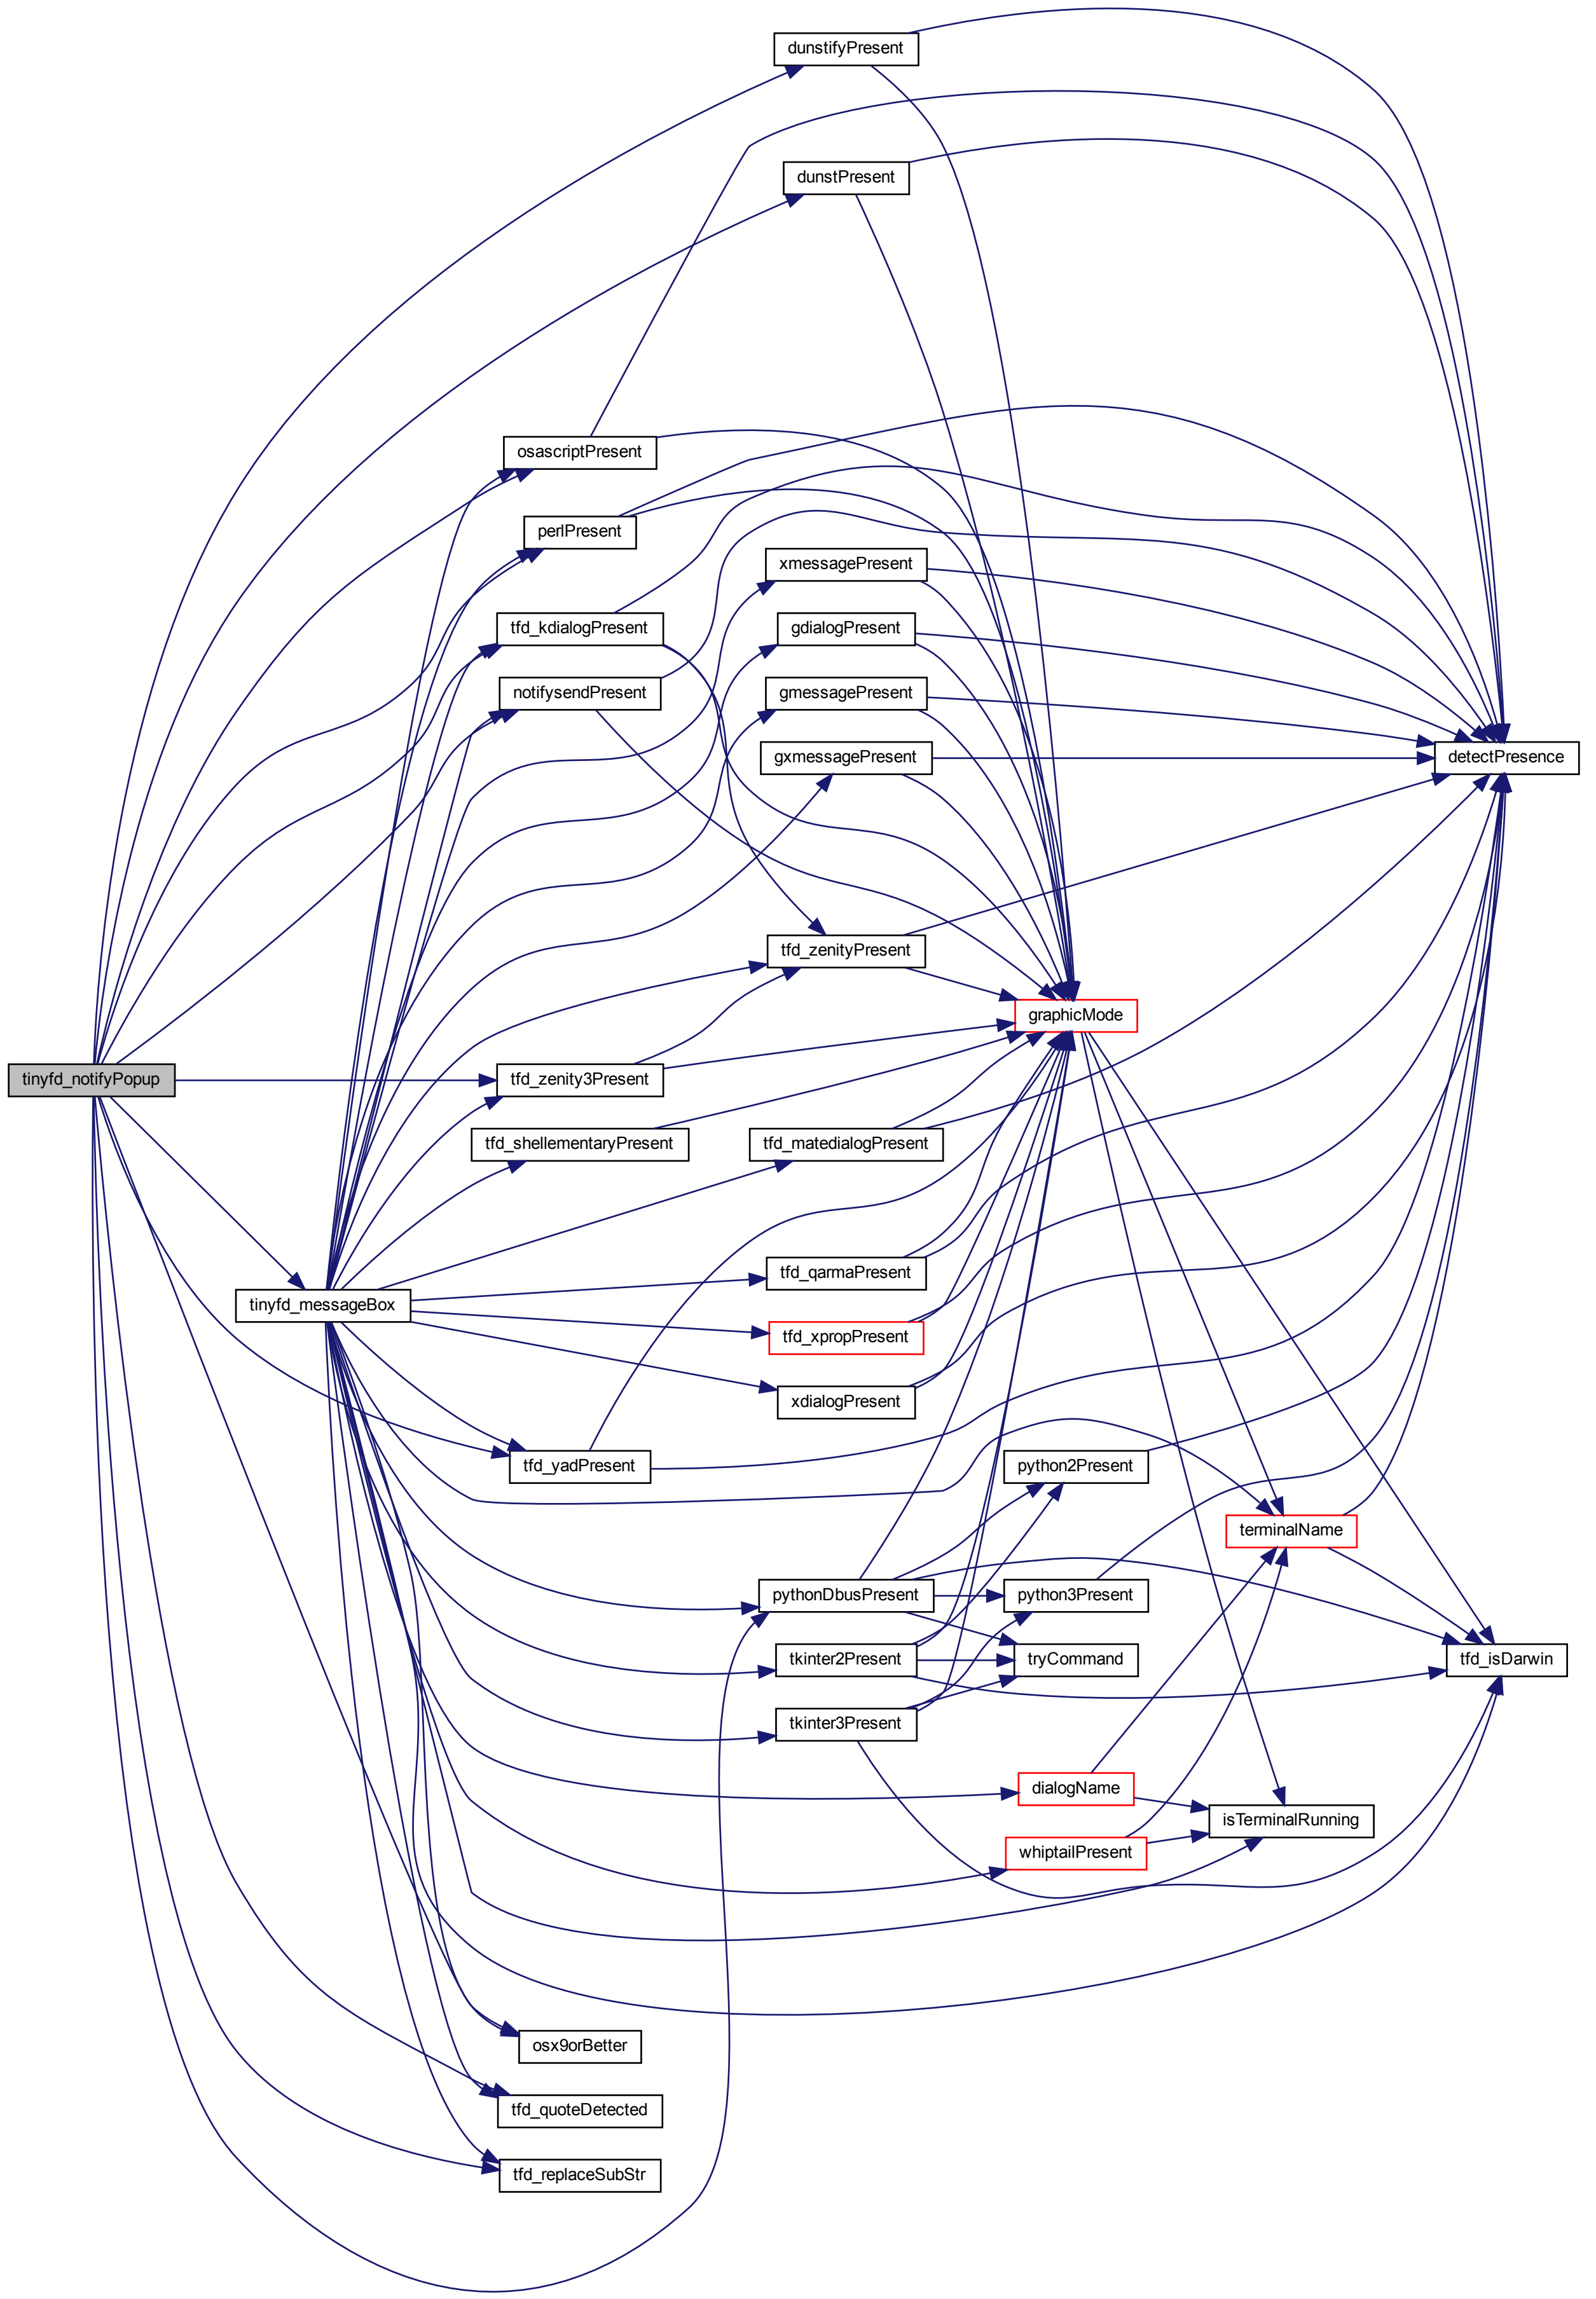 dunstifyPresent
dunstPresent
osascriptPresent
perlPresent
xmessagePresent
tfd_kdialogPresent
gdialogPresent
notifysendPresent
gmessagePresent
gxmessagePresent
detectPresence
tfd_zenityPresent
graphicMode
tinyfd_notifyPopup
tfd_zenity3Present
tfd_shellementaryPresent
tfd_matedialogPresent
tfd_qarmaPresent
tinyfd_messageBox
tfd_xpropPresent
xdialogPresent
tfd_yadPresent
python2Present
terminalName
pythonDbusPresent
python3Present
tkinter2Present
tryCommand
tfd_isDarwin
tkinter3Present
dialogName
isTerminalRunning
whiptailPresent
osx9orBetter
tfd_quoteDetected
tfd_replaceSubStr